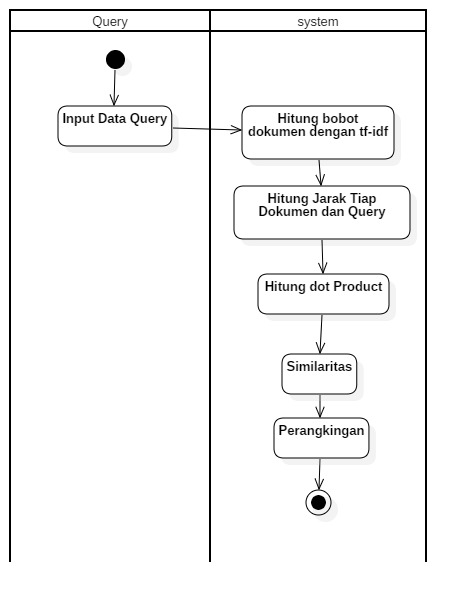 Query
system
Input Data Query
Hitung bobot
dokumen dengan tf-idf
Hitung Jarak Tiap
Dokumen dan Query
Hitung dot Product
Similaritas
Perangkingan